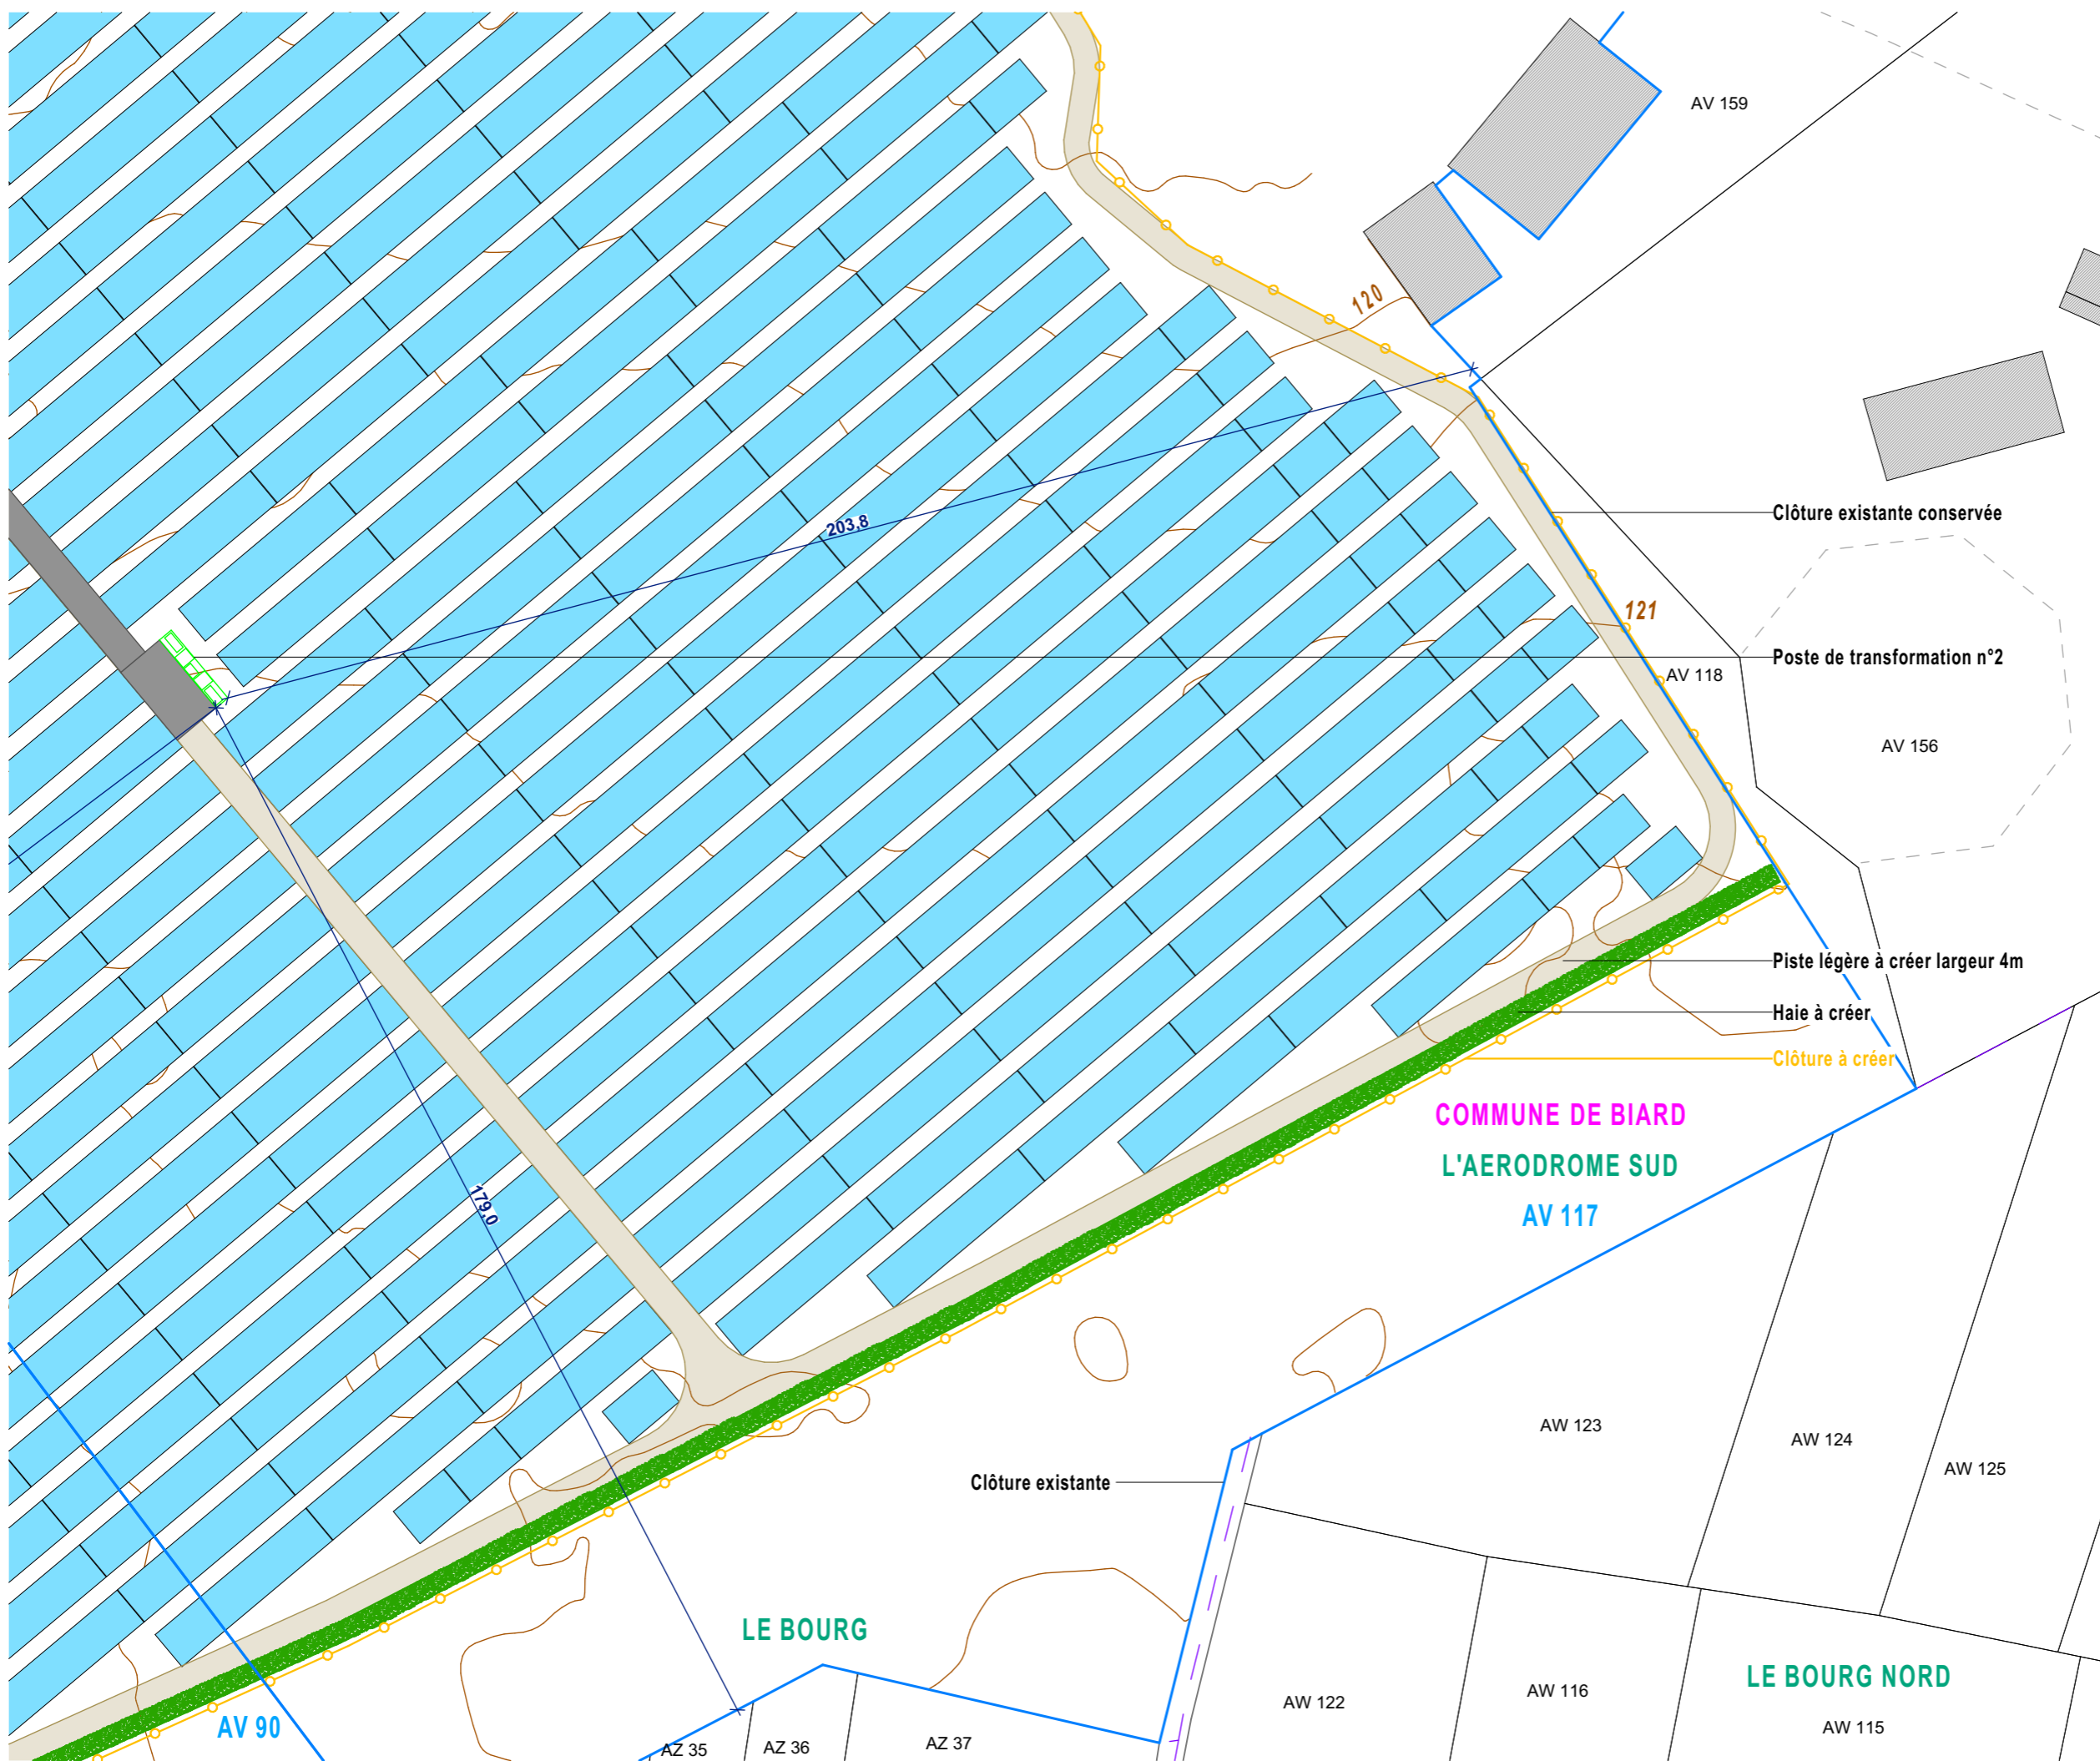 AV 159
120
Clôture existante conservée
203,8
121
Poste de transformation n°2
AV 118
AV 156
Piste légère à créer largeur 4m
Haie à créer
Clôture à créer
COMMUNE DE BIARD
L'AERODROME SUD
AV 117
179,0
AW 123
AW 124
AW 125
Clôture existante
LE BOURG
LE BOURG NORD
AW 122
AW 116
AW 115
AV 90
AZ 35
AZ 36
AZ 37